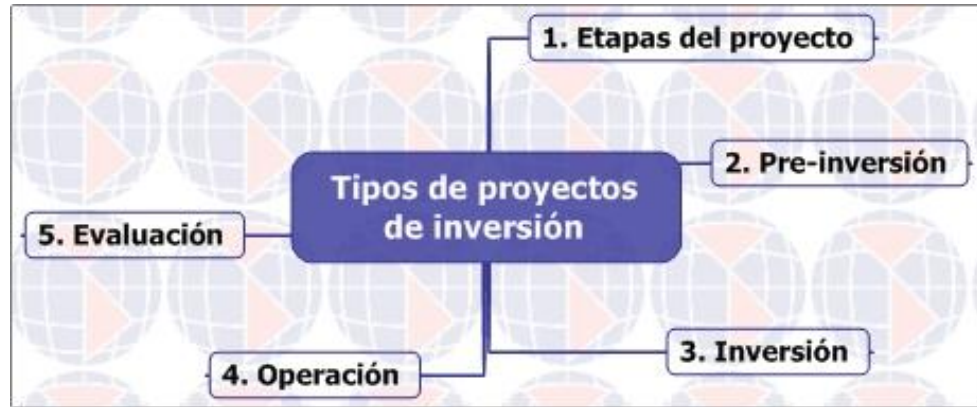 1. Etapas del proyecto
2. Pre-inversión
Tipos de proyectos
de inversión
5. Evaluación
3. Inversión
4. Operación